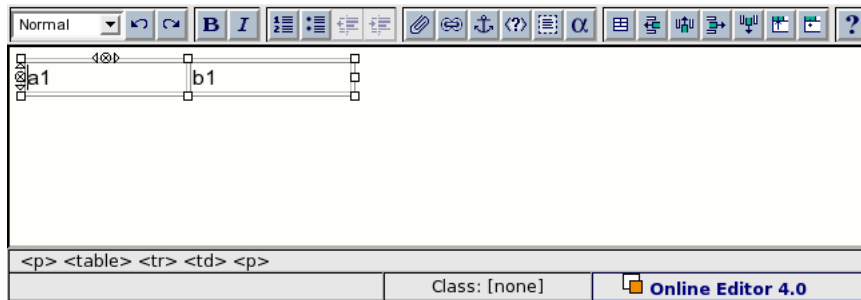 Normal B I <?> α ?
a1 b1
<p> <table> <tr> <td> <p>
Class: [none] Online Editor 4.0